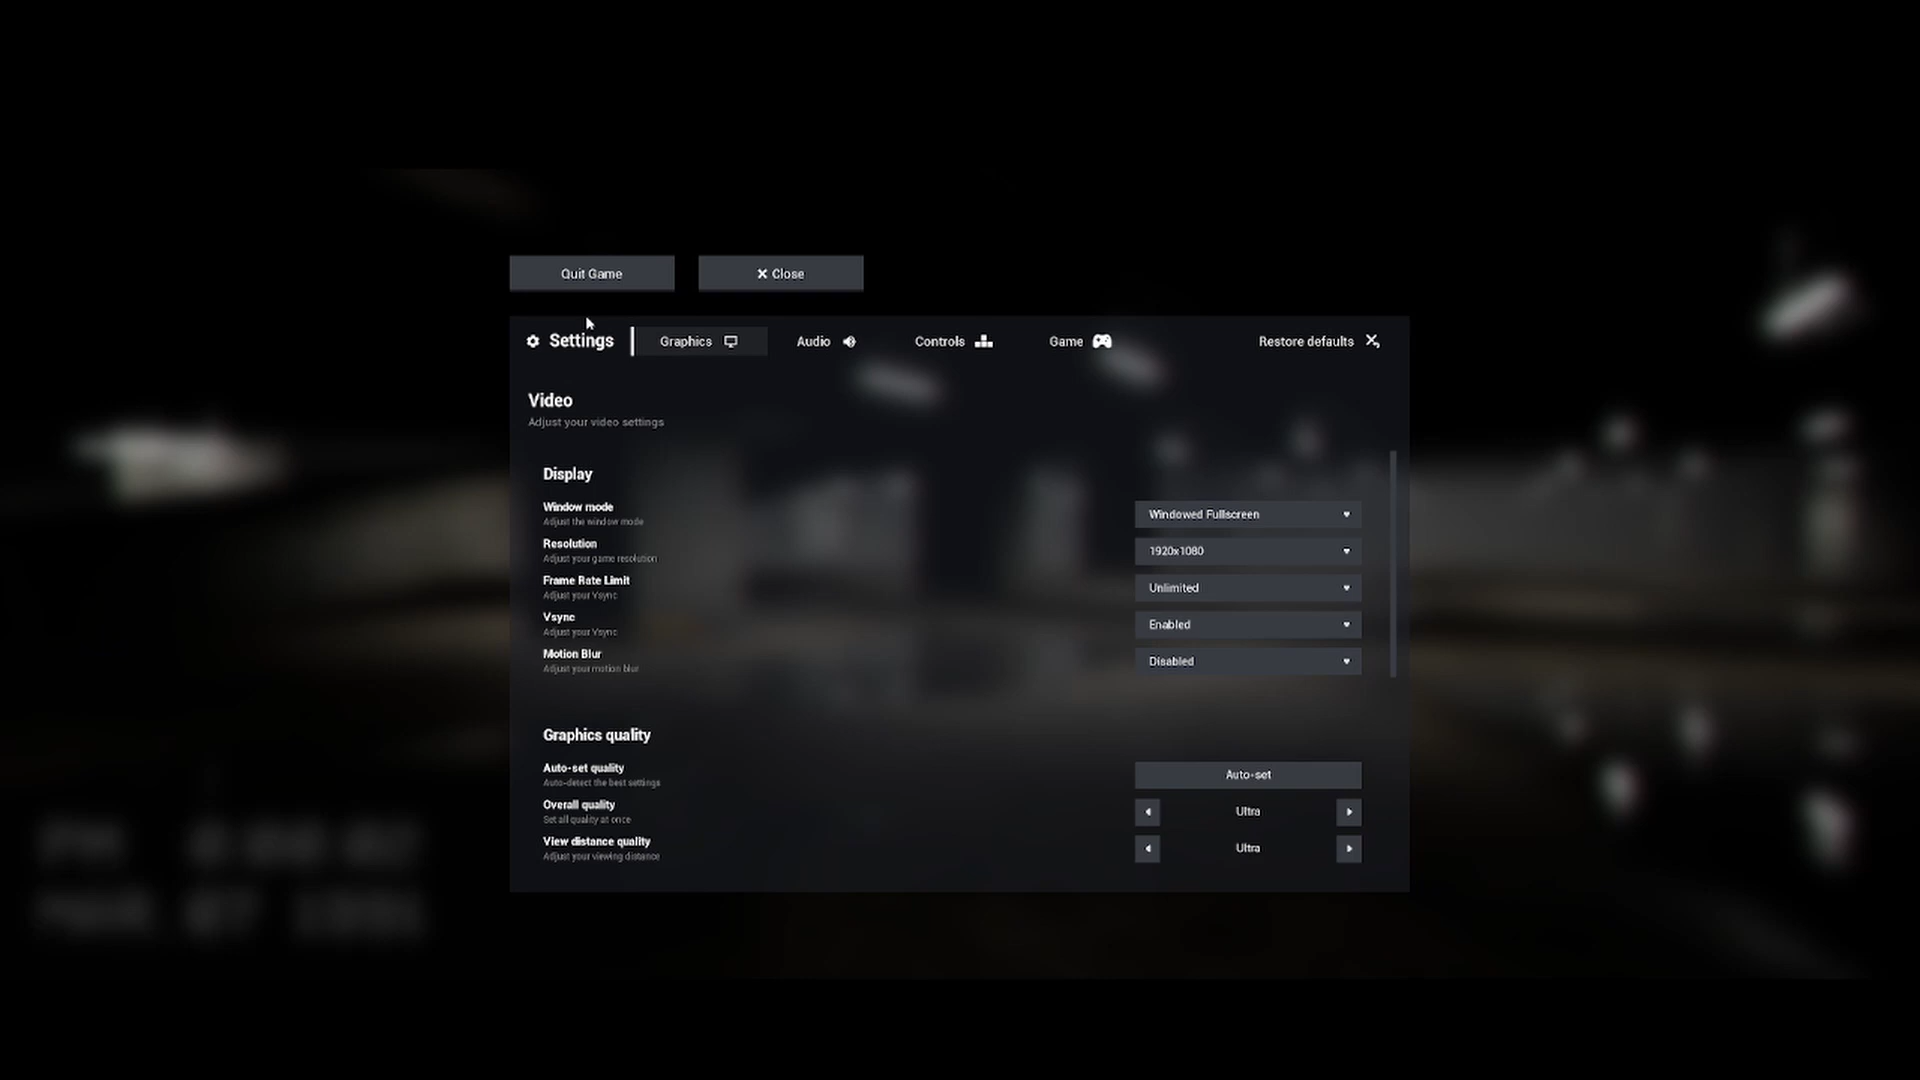 Quit Game
Close
Settings
Graphics
Audio
Controls
Game
Restore defaults
Video
Adjust your video settings
Display
Window mode
Adjust the window mode
Windowed Fullscreen
Resolution
Adjust your game resolution
1920x1080
Frame Rate Limit
Adjust your Vsync
Unlimited
Vsync
Adjust your Vsync
Enabled
Motion Blur
Adjust your motion blur
Disabled
Graphics quality
Auto-set quality
Auto-detect the best settings
Auto-set
Overall quality
Set all quality at once
Ultra
View distance quality
Adjust your viewing distance
Ultra